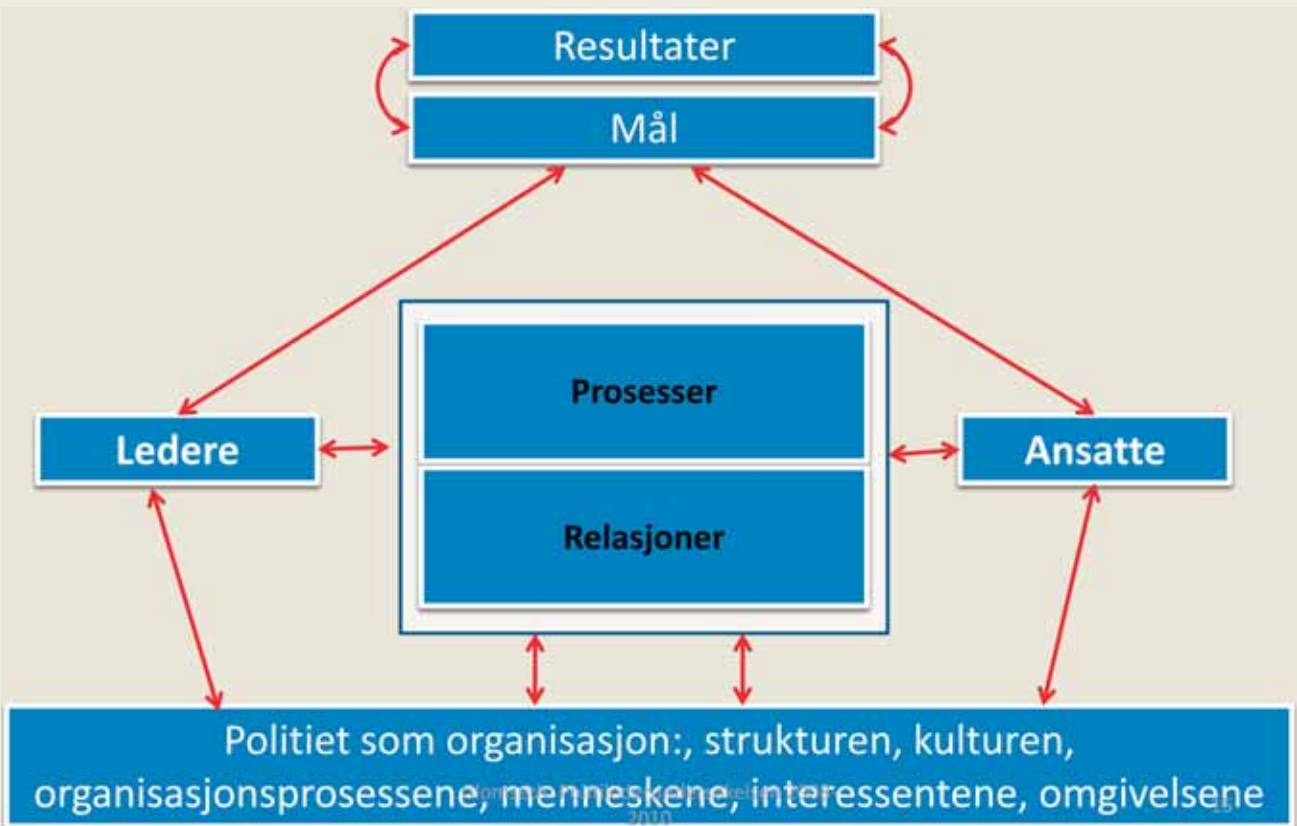 Resultater
Mål
Prosesser
Ledere
Ansatte
Relasjoner
Politiet som organisasjon:, strukturen, kulturen,
organisasjonsprosessene, menneskene, interessentene, omgivelsene
2010